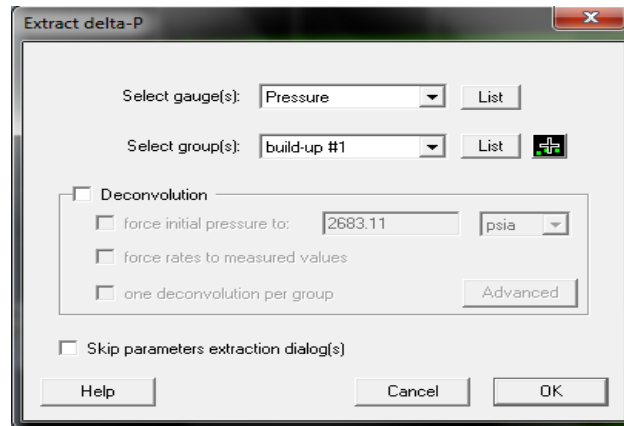 Extract delta-P
Select gauge(s): Pressure List
Select group(s): build-up #1 List
Deconvolution
force initial pressure to: 2683.11 psia
force rates to measured values
one deconvolution per group Advanced
Skip parameters extraction dialog(s)
Help Cancel OK